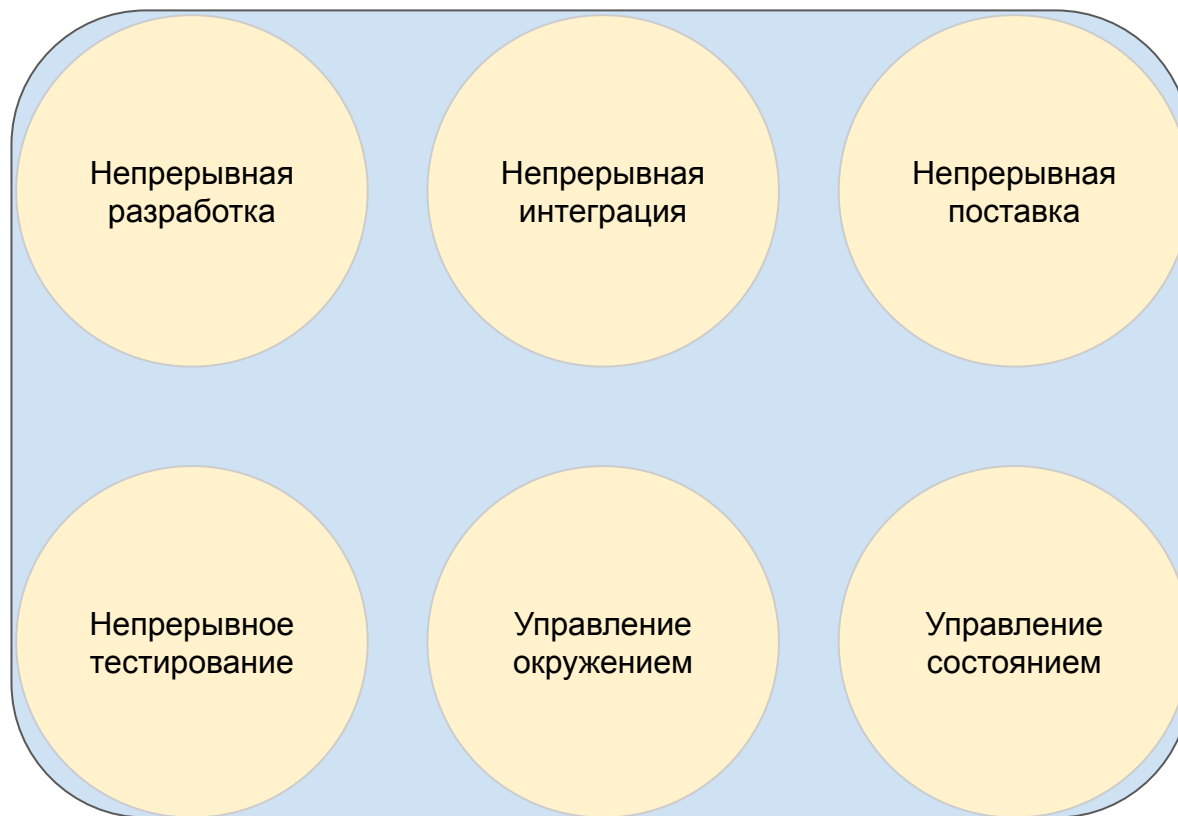 Непрерывная
разработка
Непрерывная
интеграция
Непрерывная
поставка
Непрерывное
тестирование
Управление
окружением
Управление
состоянием